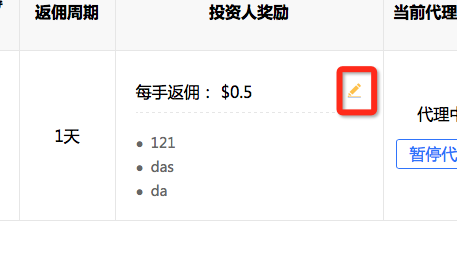 返佣周期 投资人奖励 当前代理
每手返佣： $0.5
1天
代理中
暂停代
121
das
da